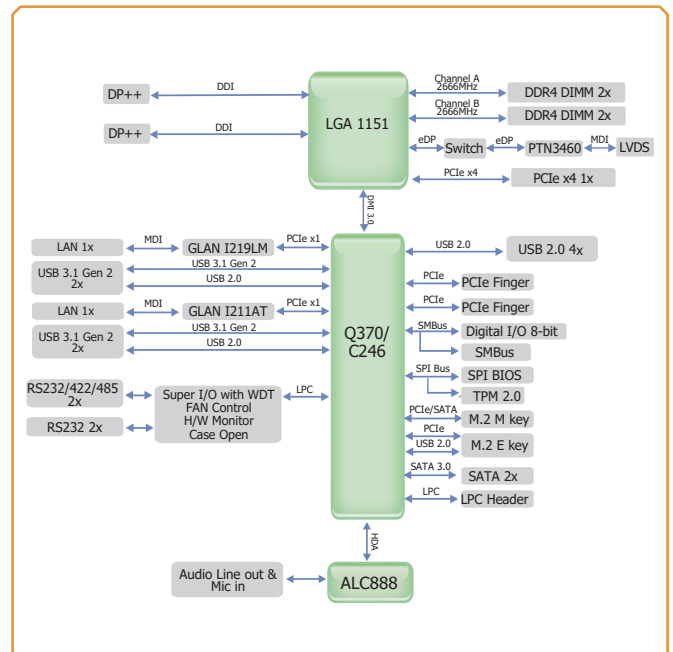 DP++
DDI
DP++
DDI
LGA 1151
Channel A
2666MHz
DDR4 DIMM 2x
Channel B
2666MHz
DDR4 DIMM 2x
eDP
Switch
eDP
PTN3460
MDI
LVDS
PCIe x4
PCIe x4 1x
DMI 3.0
LAN 1x
MDI
GLAN I219LM
PCIe x1
USB 3.1 Gen 2
2x
USB 3.1 Gen 2
USB 2.0
LAN 1x
MDI
GLAN I211AT
PCIe x1
USB 3.1 Gen 2
2x
USB 3.1 Gen 2
USB 2.0
RS232/422/485
2x
RS232 2x
Super I/O with WDT
FAN Control
H/W Monitor
Case Open
LPC
Q370/
C246
USB 2.0
USB 2.0 4x
PCIe
PCIe Finger
PCIe
PCIe Finger
SMBus
Digital I/O 8-bit
SMBus
SPI Bus
SPI BIOS
TPM 2.0
PCIe/SATA
M.2 M key
PCIe
USB 2.0
M.2 E key
SATA 3.0
SATA 2x
LPC
LPC Header
HDA
Audio Line out &
Mic in
ALC888